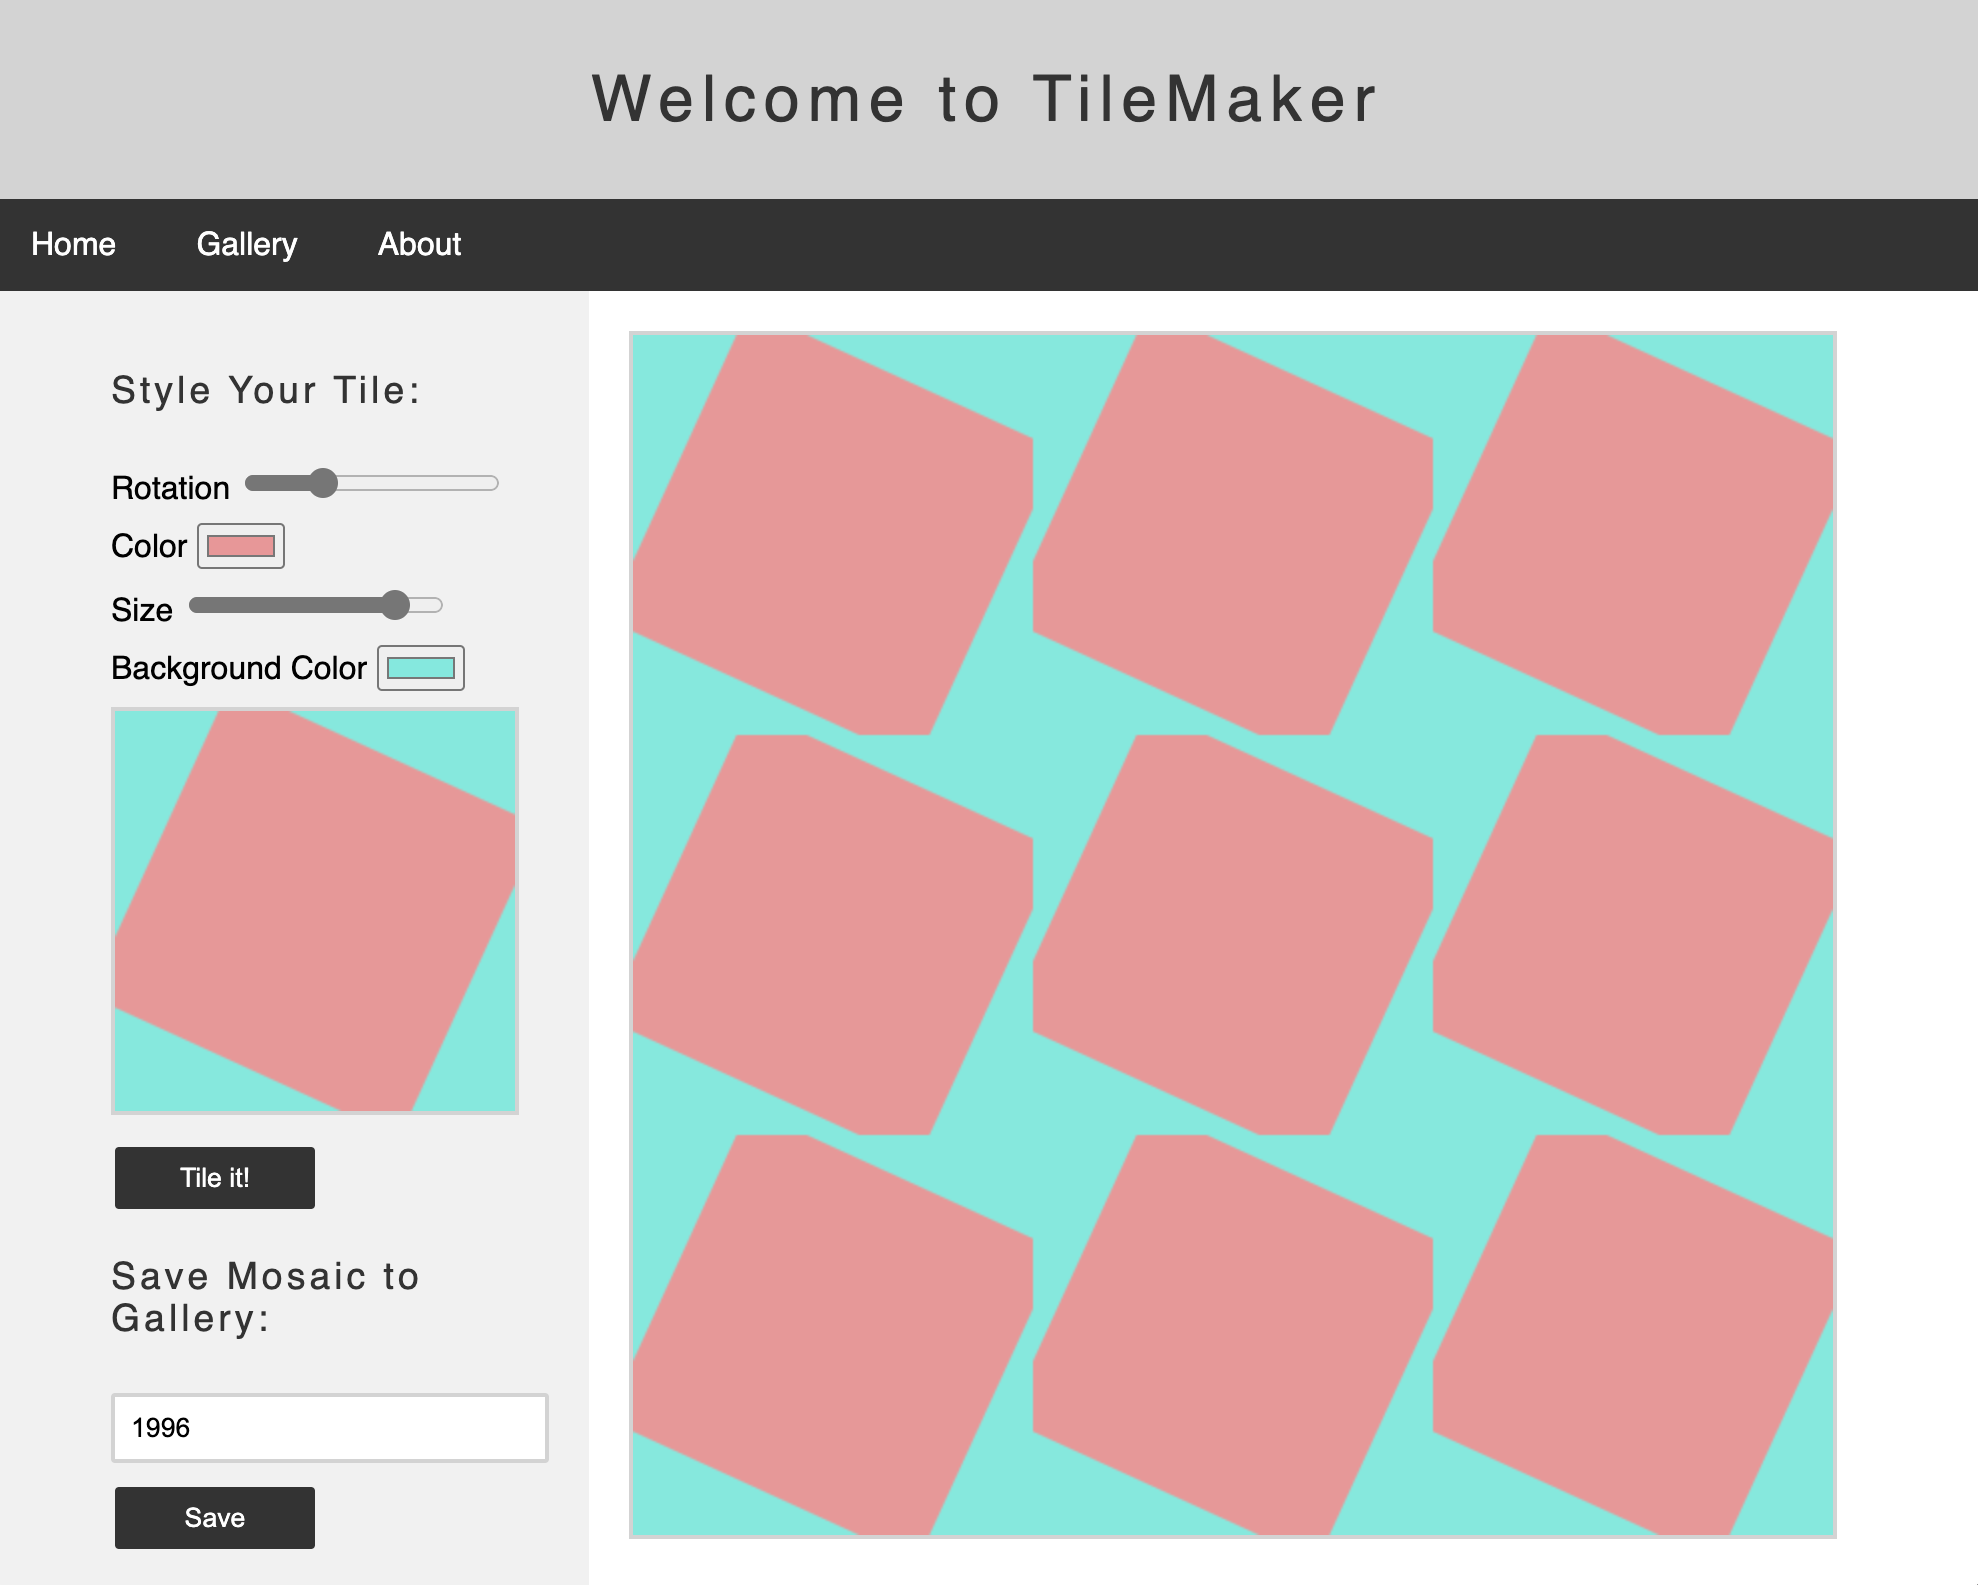 Welcome to TileMaker
Home Gallery About
Style Your Tile:
Rotation
Color
Size
Background Color
Tile it!
Save Mosaic to
Gallery:
1996
Save